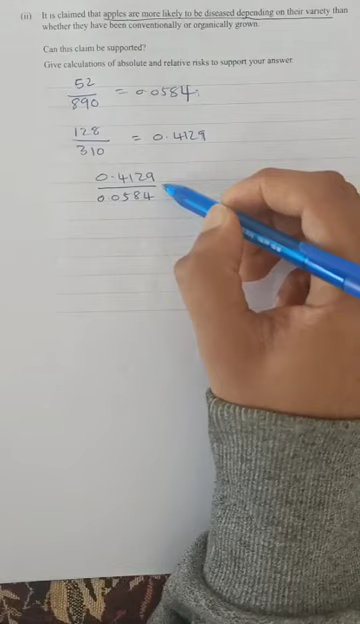 (ii) It is claimed that apples are more likely to be diseased depending on their variety than
whether they have been conventionally or organically grown.
Can this claim be supported?
Give calculations of absolute and relative risks to support your answer
52
890 = 0.0584
128
310 = 0.4129
0.4129
0.0584